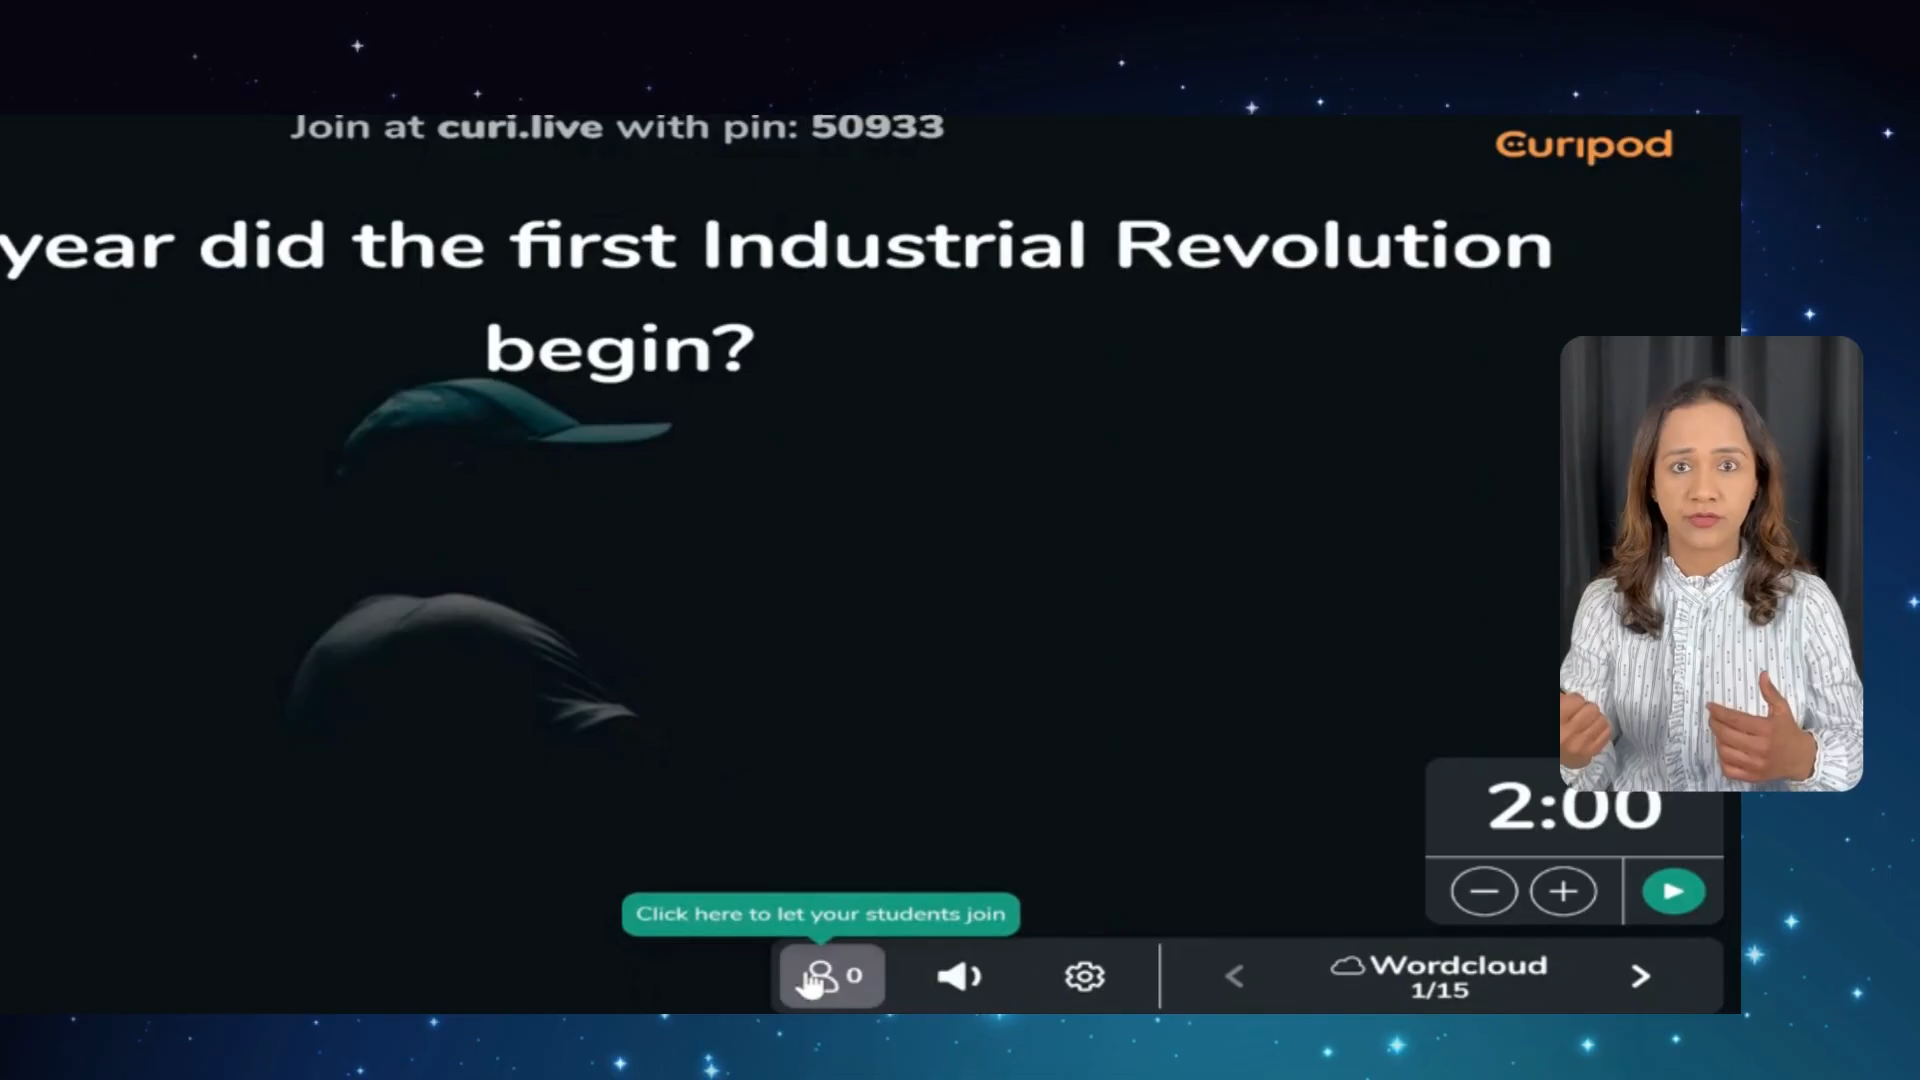 Join at curi.live with pin: 50933
Curipod
year did the first Industrial Revolution
begin?
2:00
Click here to let your students join
0
Wordcloud
1/15